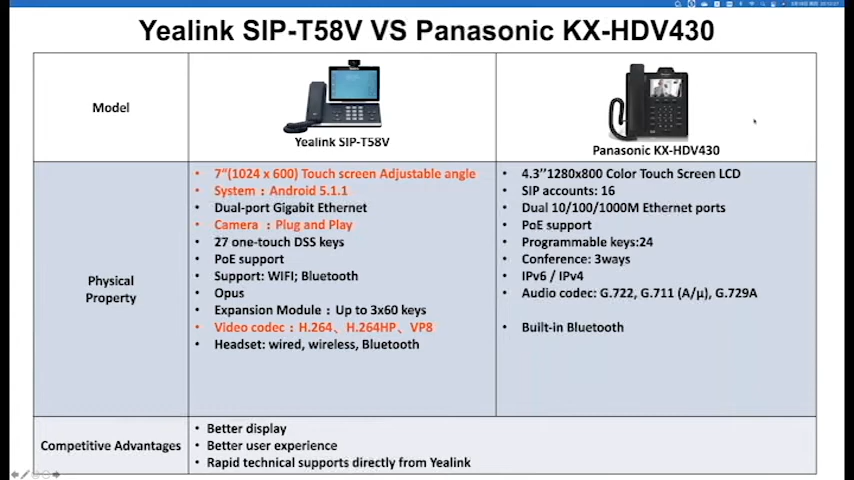 Yealink SIP-T58V VS Panasonic KX-HDV430
Model
Yealink SIP-T58V
Panasonic KX-HDV430
Physical
Property
• 7“(1024 x 600) Touch screen Adjustable angle
• System：Android 5.1.1
• Dual-port Gigabit Ethernet
• Camera ：Plug and Play
• 27 one-touch DSS keys
• PoE support
• Support: WIFI; Bluetooth
• Opus
• Expansion Module：Up to 3x60 keys
• Video codec：H.264、H.264HP、VP8
• Headset: wired, wireless, Bluetooth
• 4.3’’1280x800 Color Touch Screen LCD
• SIP accounts: 16
• Dual 10/100/1000M Ethernet ports
• PoE support
• Programmable keys:24
• Conference: 3ways
• IPv6 / IPv4
• Audio codec: G.722, G.711 (A/μ), G.729A
• Built-in Bluetooth
Competitive Advantages
• Better display
• Better user experience
• Rapid technical supports directly from Yealink